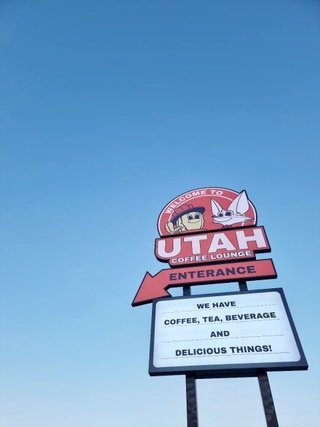 WELCOME TO
UTAH
COFFEE LOUNGE
ENTERANCE
WE HAVE
COFFEE, TEA, BEVERAGE
AND
DELICIOUS THINGS!